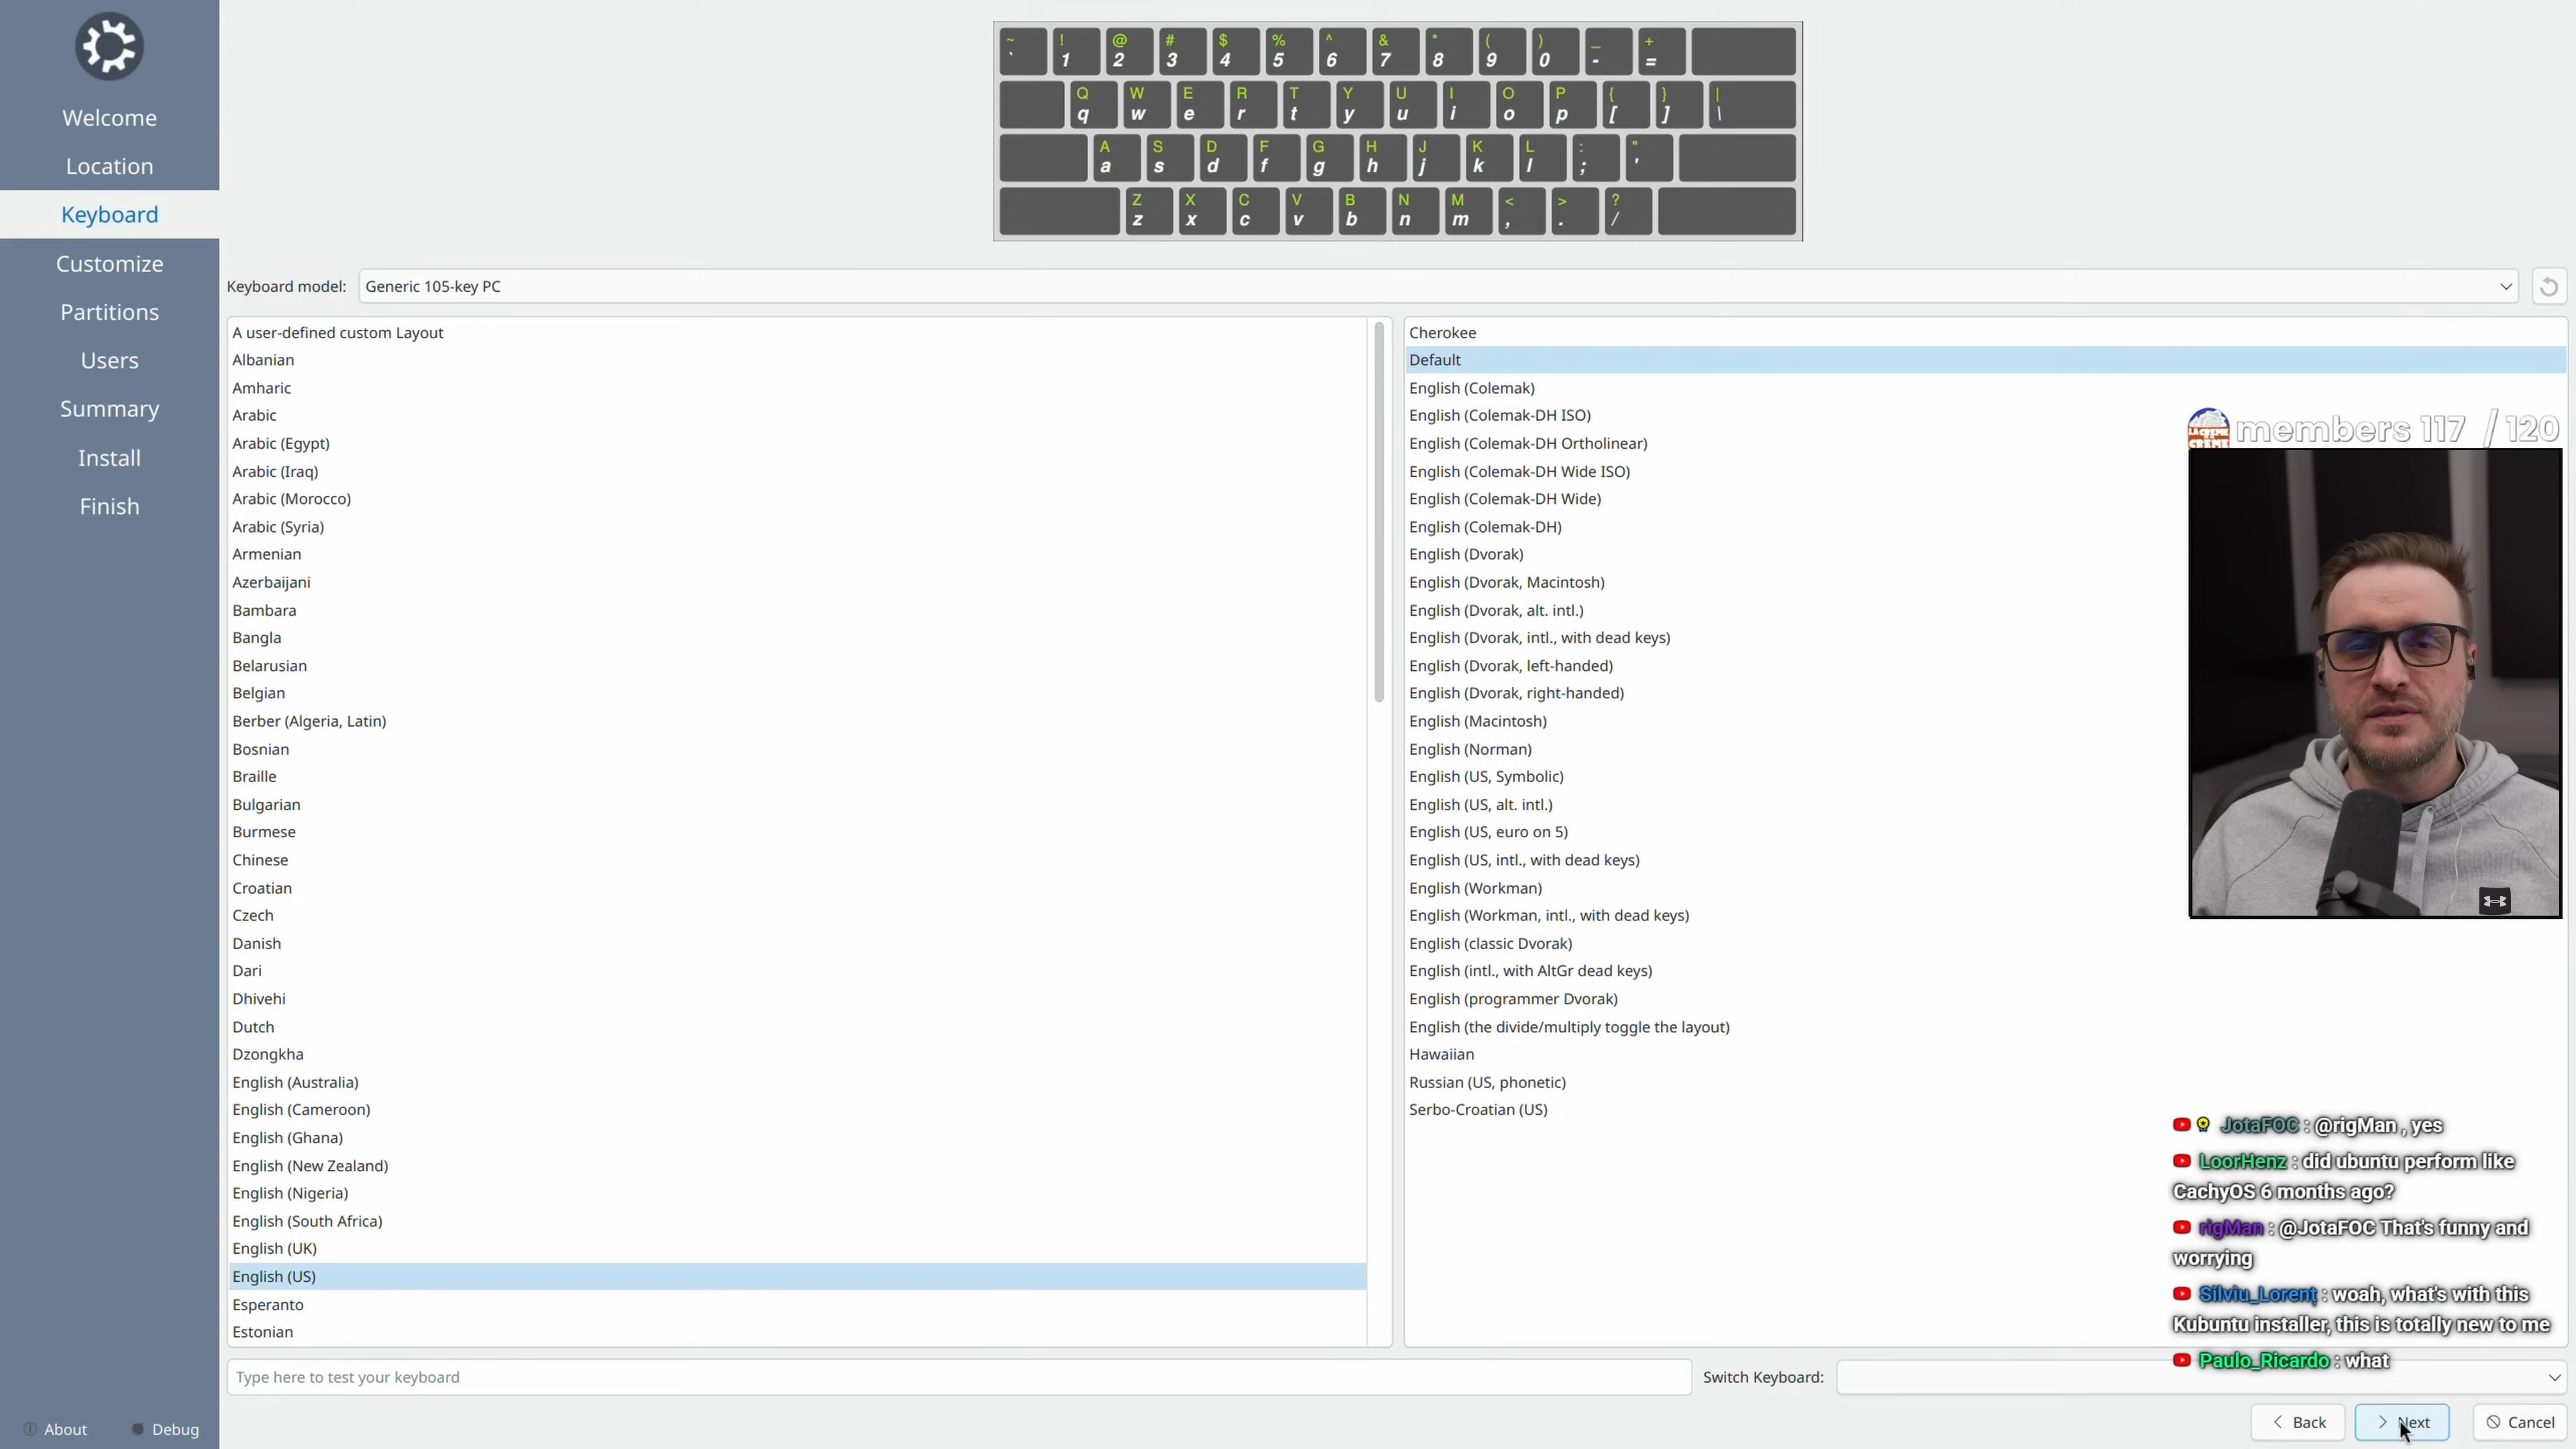 Welcome
Location
Keyboard
Customize
Partitions
Users
Summary
Install
Finish
About
Debug
~ ! @ # $ % ^ & * ( ) _ +
` 1 2 3 4 5 6 7 8 9 0 - =
Q W E R T Y U I O P { } |
q w e r t y u i o p [ ] \
A S D F G H J K L : "
a s d f g h j k l ; '
Z X C V B N M < > ?
z x c v b n m , . /
Keyboard model: Generic 105-key PC
A user-defined custom Layout
Albanian
Amharic
Arabic
Arabic (Egypt)
Arabic (Iraq)
Arabic (Morocco)
Arabic (Syria)
Armenian
Azerbaijani
Bambara
Bangla
Belarusian
Belgian
Berber (Algeria, Latin)
Bosnian
Braille
Bulgarian
Burmese
Chinese
Croatian
Czech
Danish
Dari
Dhivehi
Dutch
Dzongkha
English (Australia)
English (Cameroon)
English (Ghana)
English (New Zealand)
English (Nigeria)
English (South Africa)
English (UK)
English (US)
Esperanto
Estonian
Cherokee
Default
English (Colemak)
English (Colemak-DH ISO)
English (Colemak-DH Ortholinear)
English (Colemak-DH Wide ISO)
English (Colemak-DH Wide)
English (Colemak-DH)
English (Dvorak)
English (Dvorak, Macintosh)
English (Dvorak, alt. intl.)
English (Dvorak, intl., with dead keys)
English (Dvorak, left-handed)
English (Dvorak, right-handed)
English (Macintosh)
English (Norman)
English (US, Symbolic)
English (US, alt. intl.)
English (US, euro on 5)
English (US, intl., with dead keys)
English (Workman)
English (Workman, intl., with dead keys)
English (classic Dvorak)
English (intl., with AltGr dead keys)
English (programmer Dvorak)
English (the divide/multiply toggle the layout)
Hawaiian
Russian (US, phonetic)
Serbo-Croatian (US)
members 117 / 120
JotaFOC : @rigMan , yes
LoorHenz : did ubuntu perform like
CachyOS 6 months ago?
rigMan : @JotaFOC That's funny and
worrying
Silviu_Lorenț : woah, what's with this
Kubuntu installer, this is totally new to me
Paulo_Ricardo : what
Type here to test your keyboard
Switch Keyboard:
Back
Next
Cancel